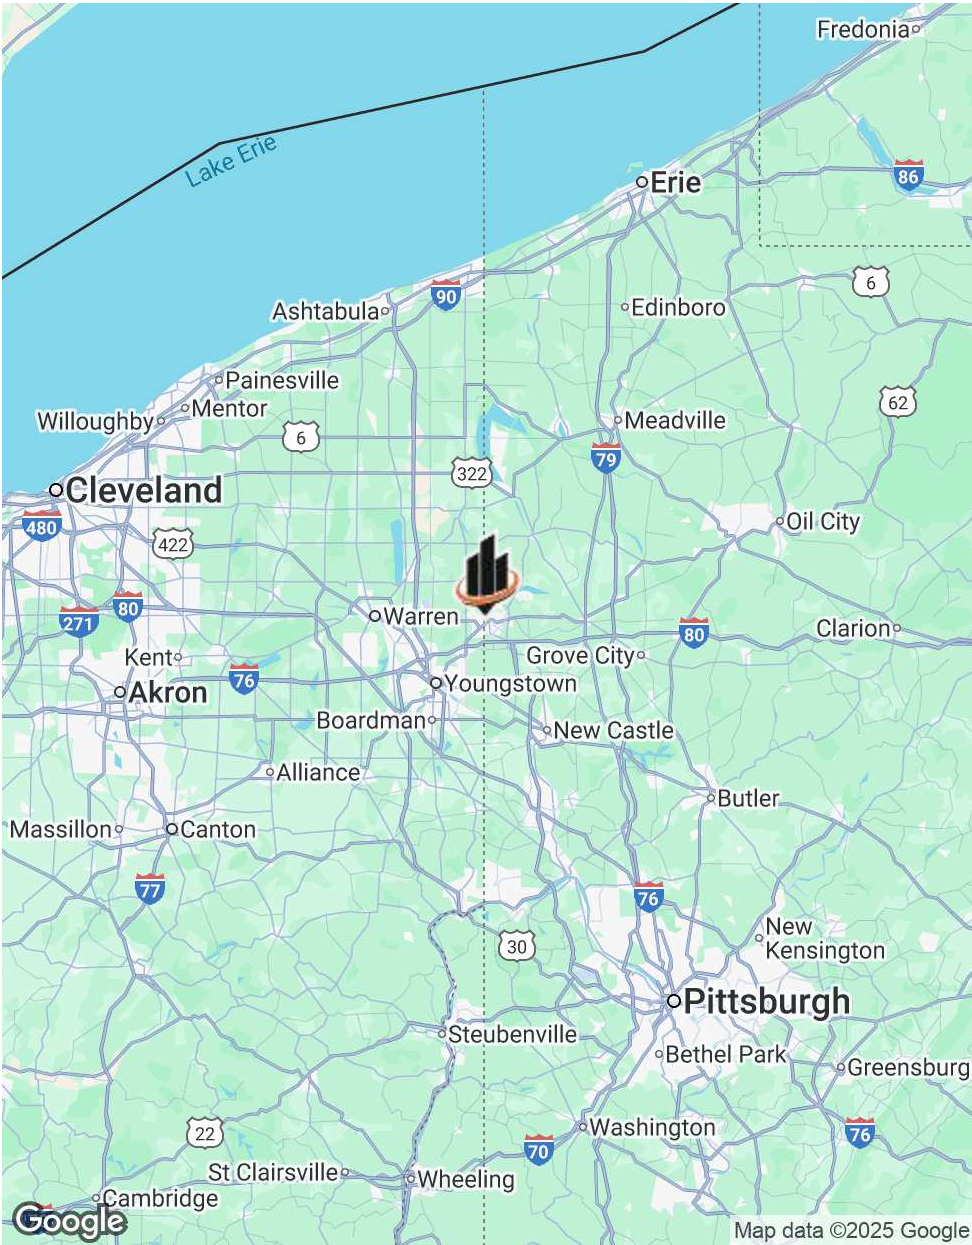 Fredonia
Lake Erie
Erie
86
6
90
Ashtabula
Edinboro
Painesville
Mentor
Willoughby
62
6
Meadville
79
322
Cleveland
480
422
Oil City
80
271
Warren
80
Clarion
Kent
76
Grove City
Akron
Youngstown
Boardman
New Castle
Alliance
Butler
Massillon
Canton
77
76
30
New
Kensington
Pittsburgh
Steubenville
Bethel Park
Greensburg
22
Washington
76
70
St Clairsville
Wheeling
Cambridge
Google
Map data ©2025 Google